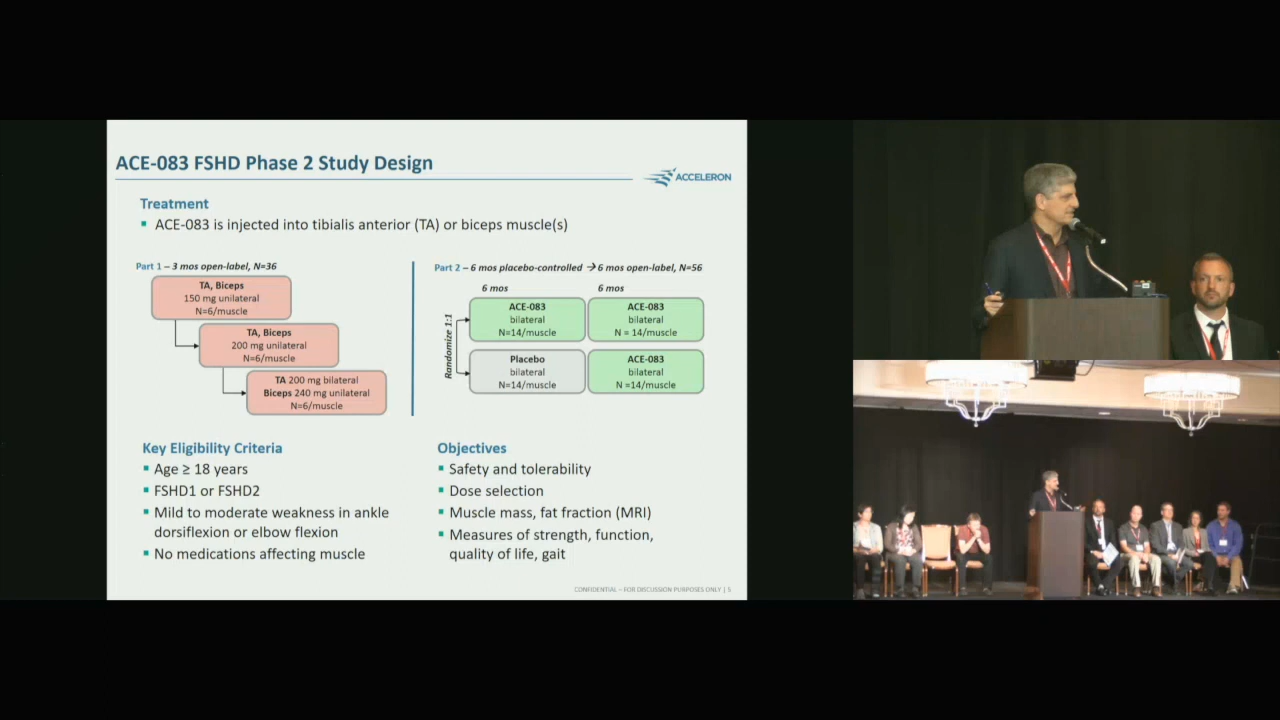 ACE-083 FSHD Phase 2 Study Design
ACCELERON
Treatment
▪ ACE-083 is injected into tibialis anterior (TA) or biceps muscle(s)
Part 1 – 3 mos open-label, N=36
TA, Biceps
150 mg unilateral
N=6/muscle
TA, Biceps
200 mg unilateral
N=6/muscle
TA 200 mg bilateral
Biceps 240 mg unilateral
N=6/muscle
Part 2 – 6 mos placebo-controlled → 6 mos open-label, N=56
6 mos
6 mos
Randomize 1:1
ACE-083
bilateral
N=14/muscle
ACE-083
bilateral
N = 14/muscle
Placebo
bilateral
N=14/muscle
ACE-083
bilateral
N =14/muscle
Key Eligibility Criteria
▪ Age ≥ 18 years
▪ FSHD1 or FSHD2
▪ Mild to moderate weakness in ankle
dorsiflexion or elbow flexion
▪ No medications affecting muscle
Objectives
▪ Safety and tolerability
▪ Dose selection
▪ Muscle mass, fat fraction (MRI)
▪ Measures of strength, function,
quality of life, gait
CONFIDENTIAL – FOR DISCUSSION PURPOSES ONLY | 5